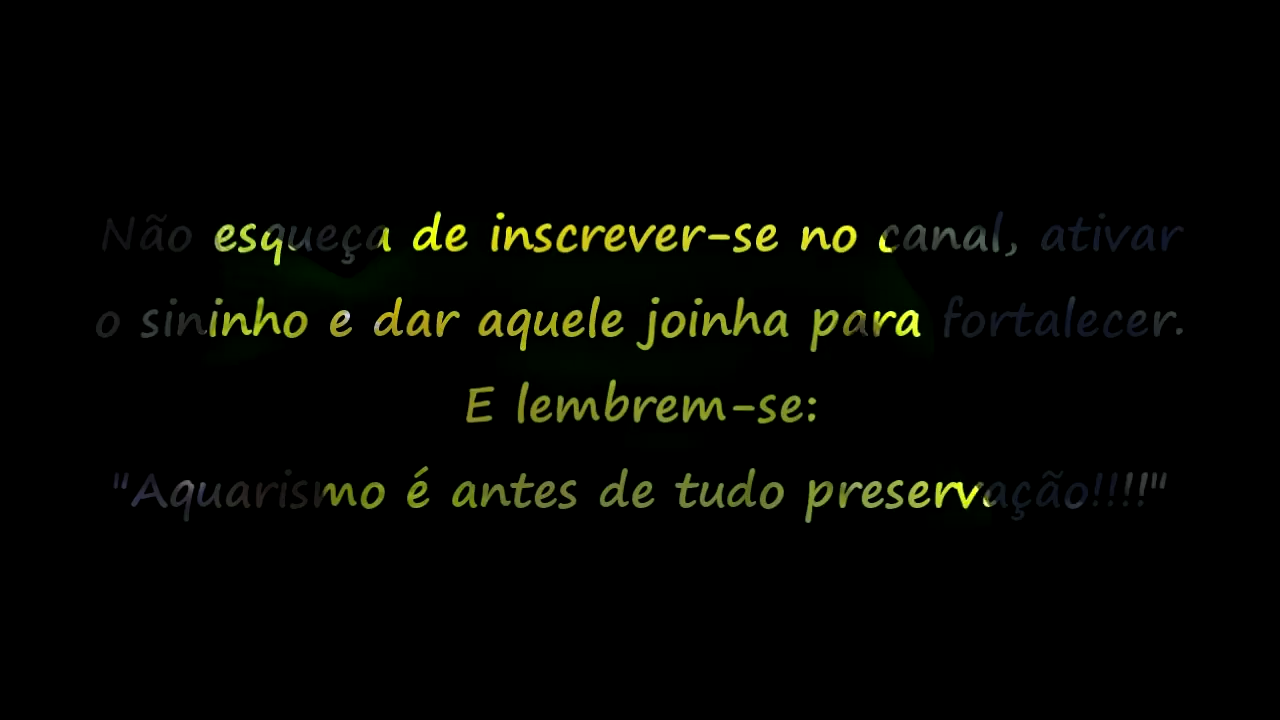 Não esqueça de inscrever-se no canal, ativar
o sininho e dar aquele joinha para fortalecer.
E lembrem-se:
"Aquarismo é antes de tudo preservação!!!!"